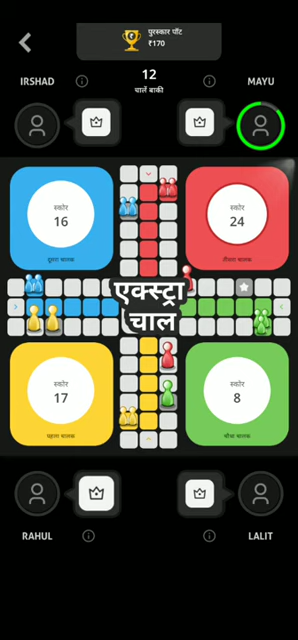 पुरस्कार पॉट
₹170
IRSHAD
12
चालें बाकी
MAYU
स्कोर
16
दूसरा चालक
स्कोर
24
तीसरा चालक
एक्स्ट्रा
चाल
स्कोर
17
पहला चालक
स्कोर
8
चौथा चालक
RAHUL
LALIT